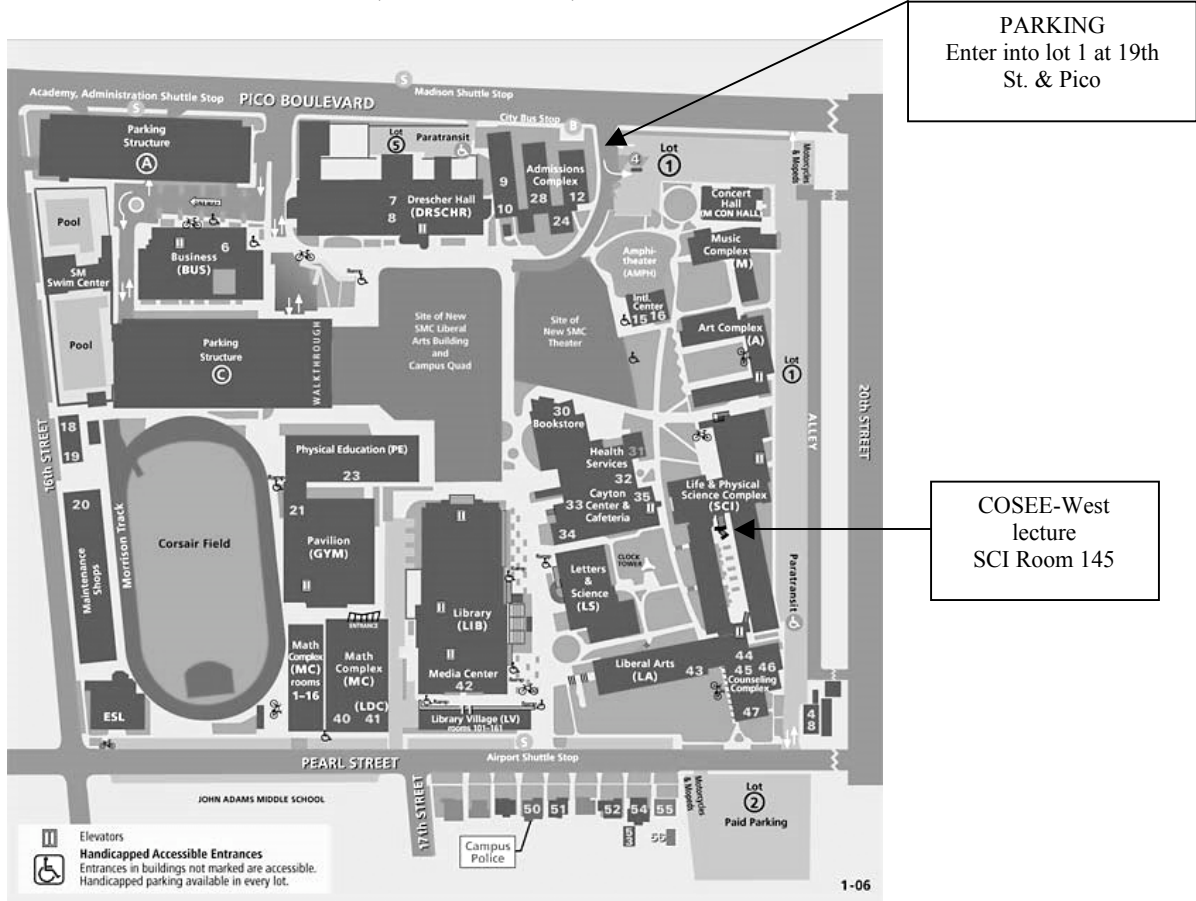 PARKING
Enter into lot 1 at 19th
St. & Pico
Madison Shuttle Stop
S
Academy, Administration Shuttle Stop
S
PICO BOULEVARD
City Bus Stop
B
Parking
Structure
A
Lot
5
Paratransit
4
Lot
1
Motorcycles
& Mopeds
9
10
Admissions
Complex
28
12
24
7
8
Drescher Hall
(DRSCHR)
Concert
Hall
(M CON HALL)
Pool
6
Business
(BUS)
Music
Complex
(M)
Amphi-
theater
(AMPH)
SM
Swim Center
Ramp
Intl.
Center
15 16
Pool
Parking
Structure
C
WALKTHROUGH
Site of New
SMC Liberal
Arts Building
and
Campus Quad
Site of
New SMC
Theater
Art Complex
(A)
Lot
1
ALLEY
20th STREET
16th STREET
18
19
30
Bookstore
Physical Education (PE)
23
Health
Services
31
32
Ramp
20
21
33
Cayton
Center &
Cafeteria
35
34
Life & Physical
Science Complex
(SCI)
COSEE-West
lecture
SCI Room 145
Maintenance
Shops
Morrison Track
Corsair Field
Pavilion
(GYM)
Ramp
CLOCK
TOWER
Letters
&
Science
(LS)
Paratransit
Library
(LIB)
ENTRANCE
Math
Complex
(MC)
rooms
1-16
Math
Complex
(MC)
(LDC)
40
41
Media Center
42
Liberal Arts
(LA)
43
44
45
46
Counseling
Complex
47
ESL
Ramp
Ramp
Library Village (LV)
rooms 101-161
4
8
S
Airport Shuttle Stop
PEARL STREET
JOHN ADAMS MIDDLE SCHOOL
17th STREET
50
51
52
54
55
53
56
Motorcycles
& Mopeds
Lot
2
Paid Parking
Campus
Police
Elevators
Handicapped Accessible Entrances
Entrances in buildings not marked are accessible.
Handicapped parking available in every lot.
1-06